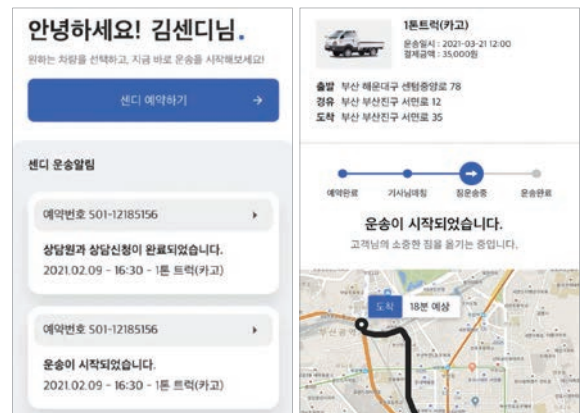 안녕하세요! 김센디님.
원하는 차량을 선택하고, 지금 바로 운송을 시작해보세요!
센디 예약하기
센디 운송알림
예약번호 S01-12185156
상담원과 상담신청이 완료되었습니다.
2021.02.09 - 16:30 - 1톤 트럭(카고)
예약번호 S01-12185156
운송이 시작되었습니다.
2021.02.09 - 16:30 - 1톤 트럭(카고)
1톤트럭(카고)
운송일시 : 2021-03-21 12:00
결제금액 : 35,000원
출발 부산 해운대구 센텀중앙로 78
경유 부산 부산진구 서면로 12
도착 부산 부산진구 서면로 35
예약완료 기사님매칭 짐운송중 운송완료
운송이 시작되었습니다.
고객님의 소중한 짐을 옮기는 중입니다.
도착 18분 예상